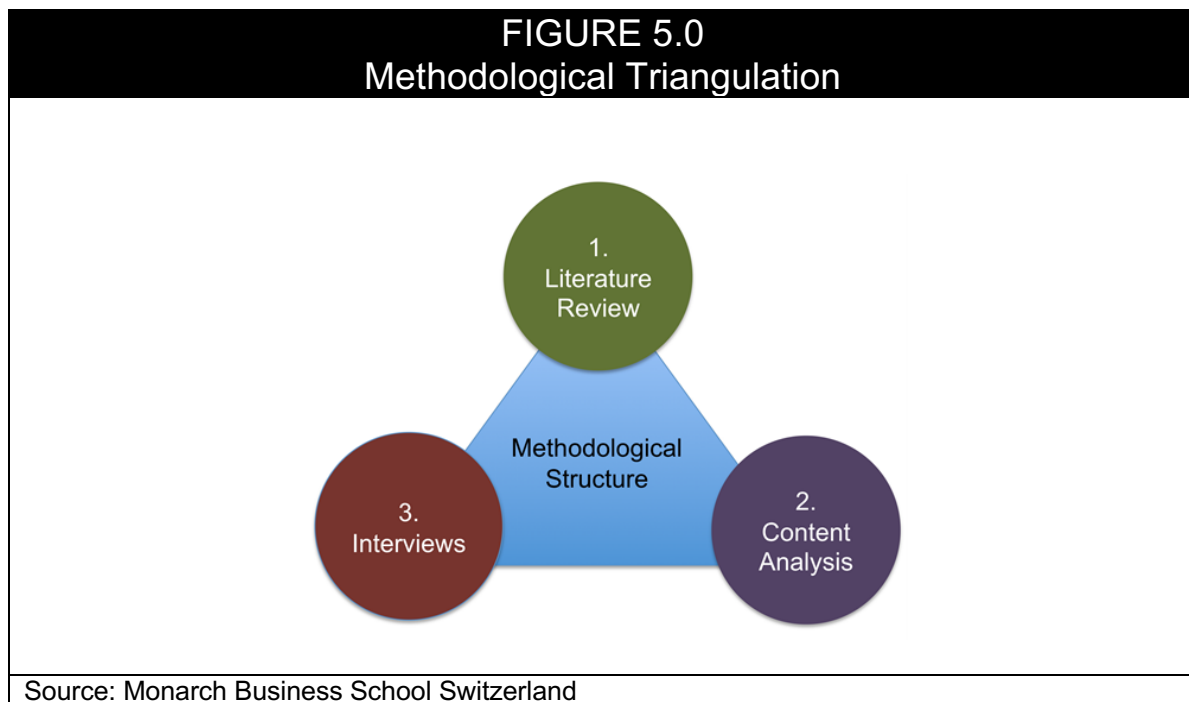 FIGURE 5.0
Methodological Triangulation
1.
Literature
Review
Methodological
Structure
3.
Interviews
2.
Content
Analysis
Source: Monarch Business School Switzerland